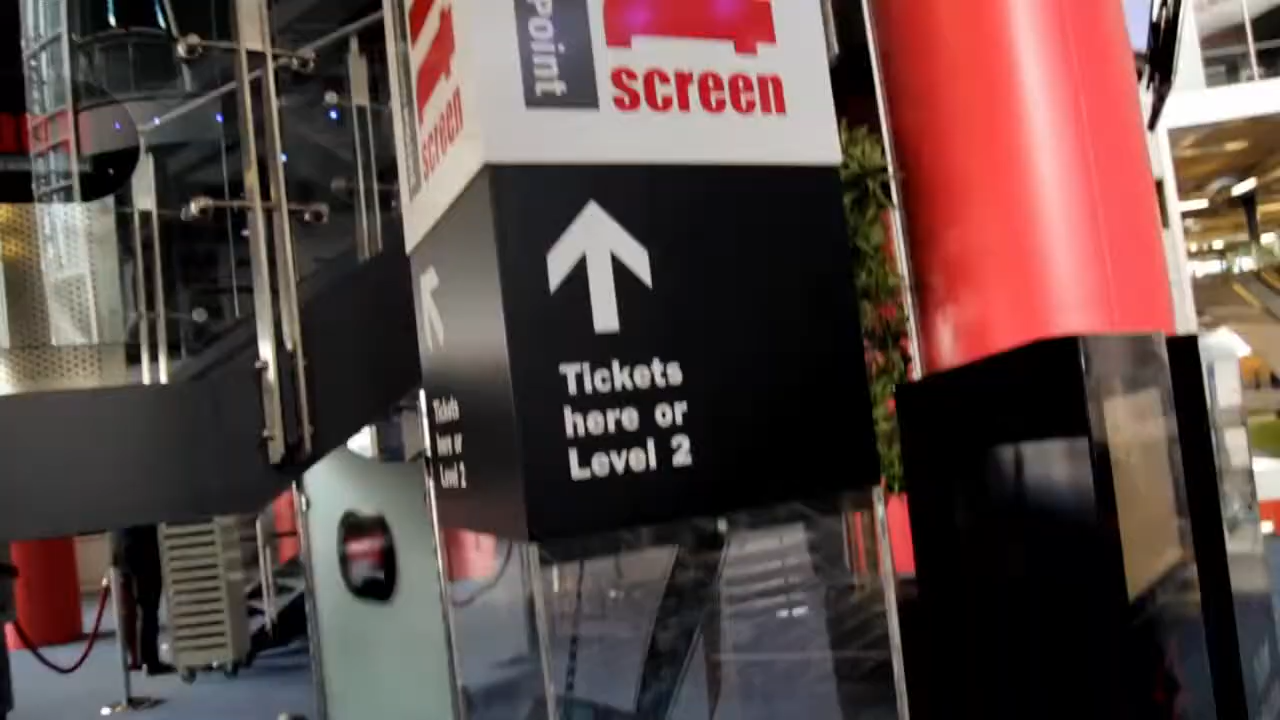 Point
screen
screen
Tickets
here or
Level 2
Tickets
here or
Level 2